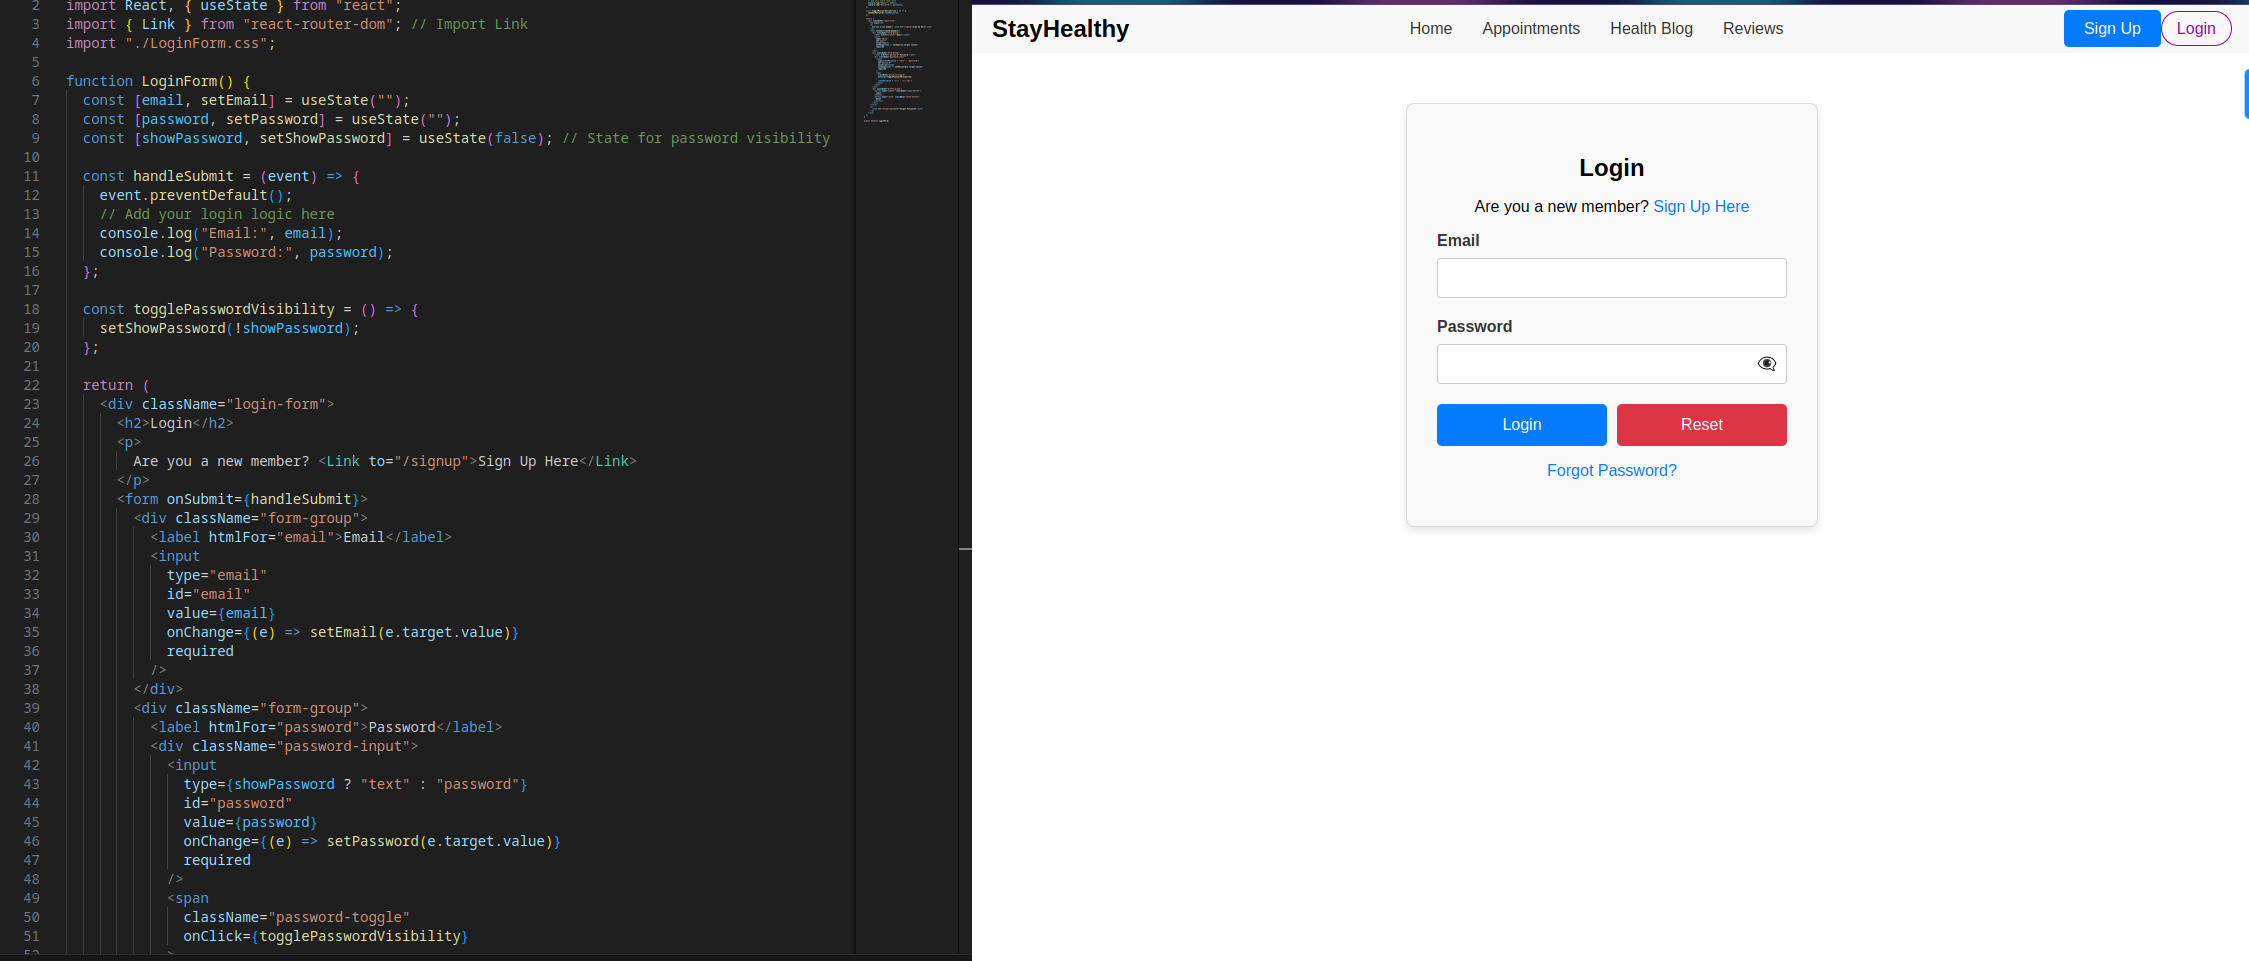 2 import React, { useState } from "react";
3 import { Link } from "react-router-dom"; // Import Link
4 import "./LoginForm.css";
5
6 function LoginForm() {
7 const [email, setEmail] = useState("");
8 const [password, setPassword] = useState("");
9 const [showPassword, setShowPassword] = useState(false); // State for password visibility
10
11 const handleSubmit = (event) => {
12 event.preventDefault();
13 // Add your login logic here
14 console.log("Email:", email);
15 console.log("Password:", password);
16 };
17
18 const togglePasswordVisibility = () => {
19 setShowPassword(!showPassword);
20 };
21
22 return (
23 <div className="login-form">
24 <h2>Login</h2>
25 <p>
26 Are you a new member? <Link to="/signup">Sign Up Here</Link>
27 </p>
28 <form onSubmit={handleSubmit}>
29 <div className="form-group">
30 <label htmlFor="email">Email</label>
31 <input
32 type="email"
33 id="email"
34 value={email}
35 onChange={(e) => setEmail(e.target.value)}
36 required
37 />
38 </div>
39 <div className="form-group">
40 <label htmlFor="password">Password</label>
41 <div className="password-input">
42 <input
43 type={showPassword ? "text" : "password"}
44 id="password"
45 value={password}
46 onChange={(e) => setPassword(e.target.value)}
47 required
48 />
49 <span
50 className="password-toggle"
51 onClick={togglePasswordVisibility}
52 >
StayHealthy
Home Appointments Health Blog Reviews
Sign Up Login
Login
Are you a new member? Sign Up Here
Email
Password
Login Reset
Forgot Password?